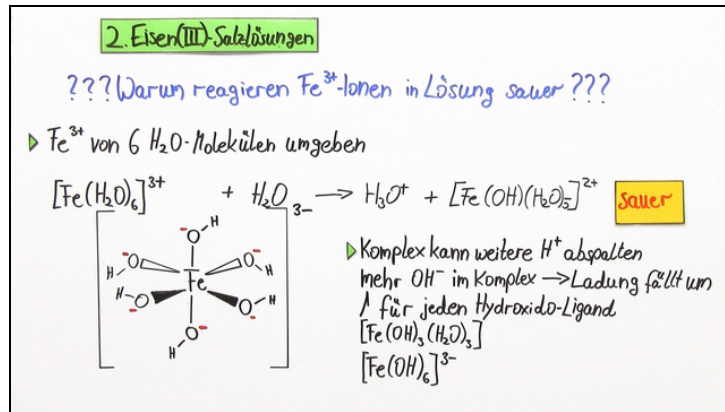 2. Eisen(III)-Salzlösungen
??? Warum reagieren Fe³⁺-Ionen in Lösung sauer ???
Fe³⁺ von 6 H₂O-Molekülen umgeben
[Fe(H₂O)₆]³⁺ + H₂O → H₃O⁺ + [Fe(OH)(H₂O)₅]²⁺ sauer
3−
H
O−
H O− −O H
Fe
H O− O− H
O−
H
Komplex kann weitere H⁺ abspalten
mehr OH⁻ im Komplex → Ladung fällt um
1 für jeden Hydroxido-Ligand
[Fe(OH)₃(H₂O)₃]
[Fe(OH)₆]³⁻